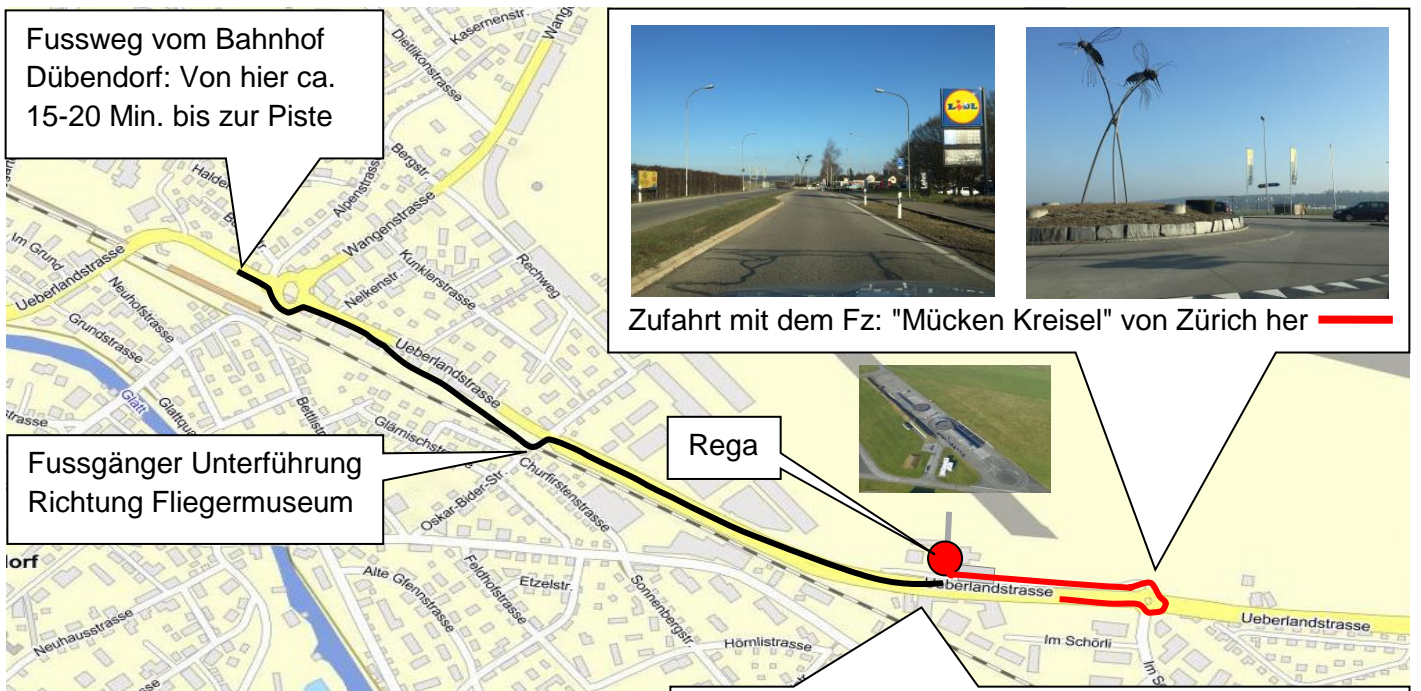 Fussweg vom Bahnhof
Dübendorf: Von hier ca.
15-20 Min. bis zur Piste
LIDL
Zufahrt mit dem Fz: "Mücken Kreisel" von Zürich her
Rega
Fussgänger Unterführung
Richtung Fliegermuseum
Kasernenstr.
Dietlikonstrasse
Bergstr.
Alpenstrasse
Wangenstrasse
Kunklerstrasse
Nelkenstr.
Rechweg
Im Grund
Ueberlandstrasse
Neuhofstrasse
Grundstrasse
Glatt
Ueberlandstrasse
Glärnischstrasse
Churfirstenstrasse
Oskar-Bider-Str.
Alte Gfennstrasse
Feldhofstrasse
Etzelstr.
Sonnenbergstr.
Hörnlistrasse
Neuhausstrasse
Ueberlandstrasse
Ueberlandstrasse
Im Schörli